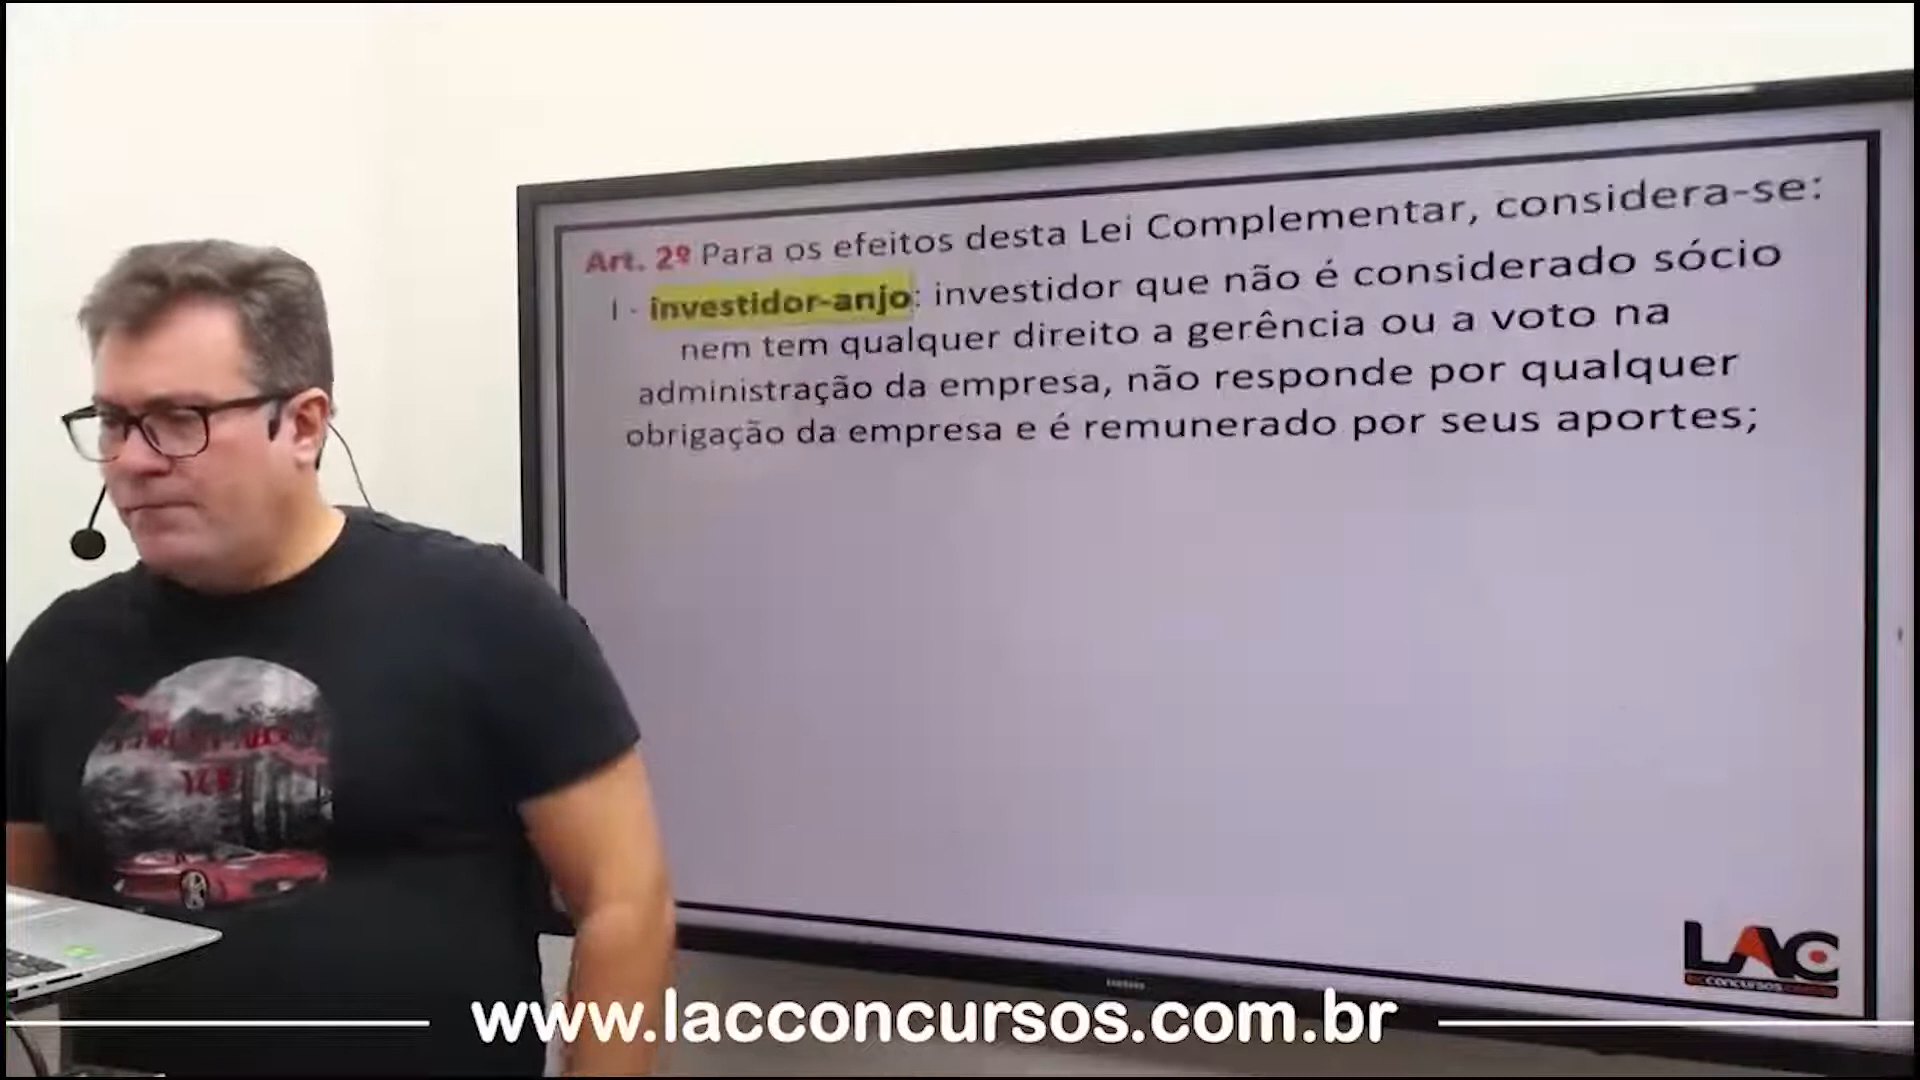 Art. 2º Para os efeitos desta Lei Complementar, considera-se:
I - investidor-anjo: investidor que não é considerado sócio
nem tem qualquer direito a gerência ou a voto na
administração da empresa, não responde por qualquer
obrigação da empresa e é remunerado por seus aportes;
LAC
CONCURSOS
www.lacconcursos.com.br